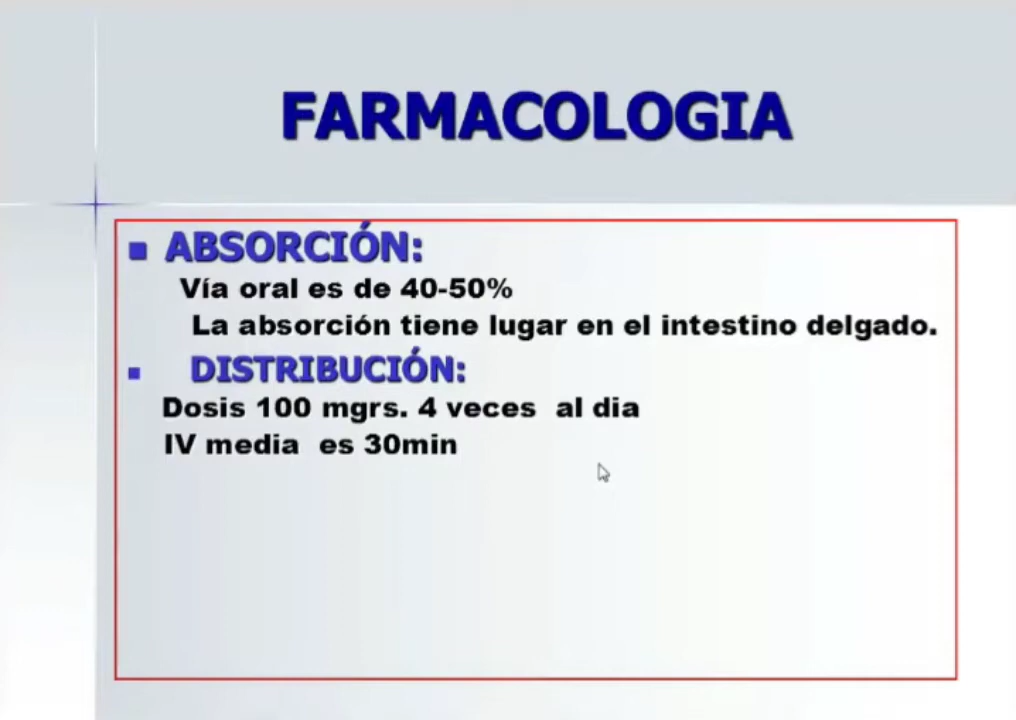 FARMACOLOGIA
ABSORCIÓN:
Vía oral es de 40-50%
La absorción tiene lugar en el intestino delgado.
DISTRIBUCIÓN:
Dosis 100 mgrs. 4 veces al dia
IV media es 30min